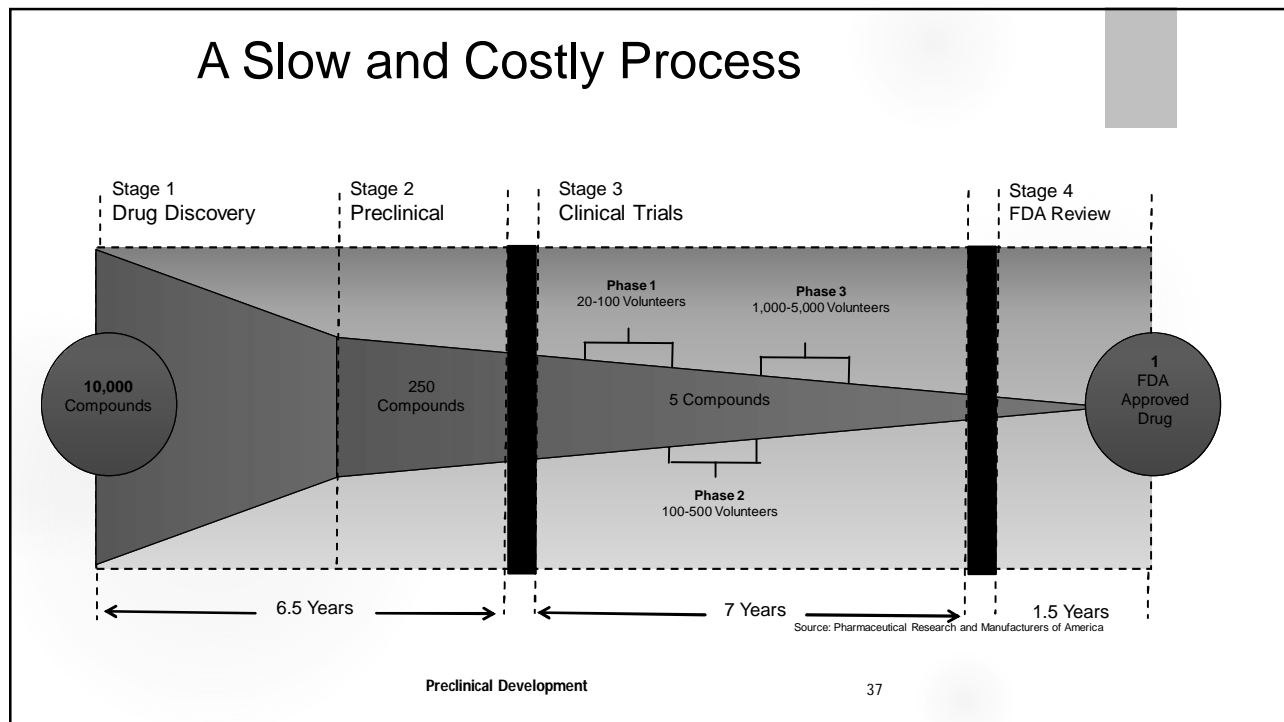 A Slow and Costly Process
Stage 1
Drug Discovery
Stage 2
Preclinical
Stage 3
Clinical Trials
Stage 4
FDA Review
Phase 1
20-100 Volunteers
Phase 3
1,000-5,000 Volunteers
10,000
Compounds
250
Compounds
5 Compounds
1
FDA
Approved
Drug
Phase 2
100-500 Volunteers
6.5 Years
7 Years
1.5 Years
Source: Pharmaceutical Research and Manufacturers of America
Preclinical Development
37